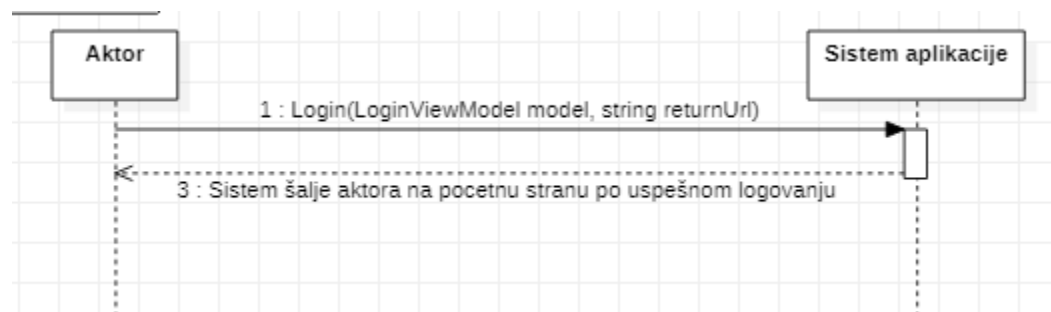 Aktor
Sistem aplikacije
1 : Login(LoginViewModel model, string returnUrl)
3 : Sistem šalje aktora na pocetnu stranu po uspešnom logovanju